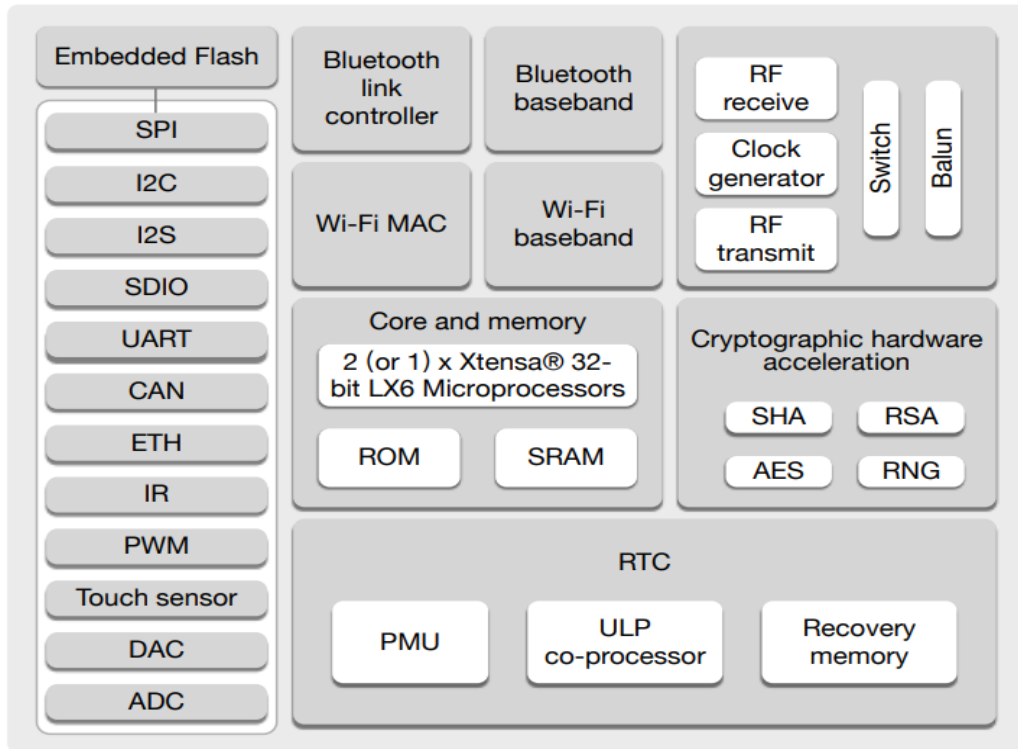 Embedded Flash
SPI
I2C
I2S
SDIO
UART
CAN
ETH
IR
PWM
Touch sensor
DAC
ADC
Bluetooth
link
controller
Bluetooth
baseband
Wi-Fi MAC
Wi-Fi
baseband
RF
receive
Clock
generator
RF
transmit
Switch
Balun
Core and memory
2 (or 1) x Xtensa® 32-
bit LX6 Microprocessors
ROM
SRAM
Cryptographic hardware
acceleration
SHA
RSA
AES
RNG
RTC
PMU
ULP
co-processor
Recovery
memory